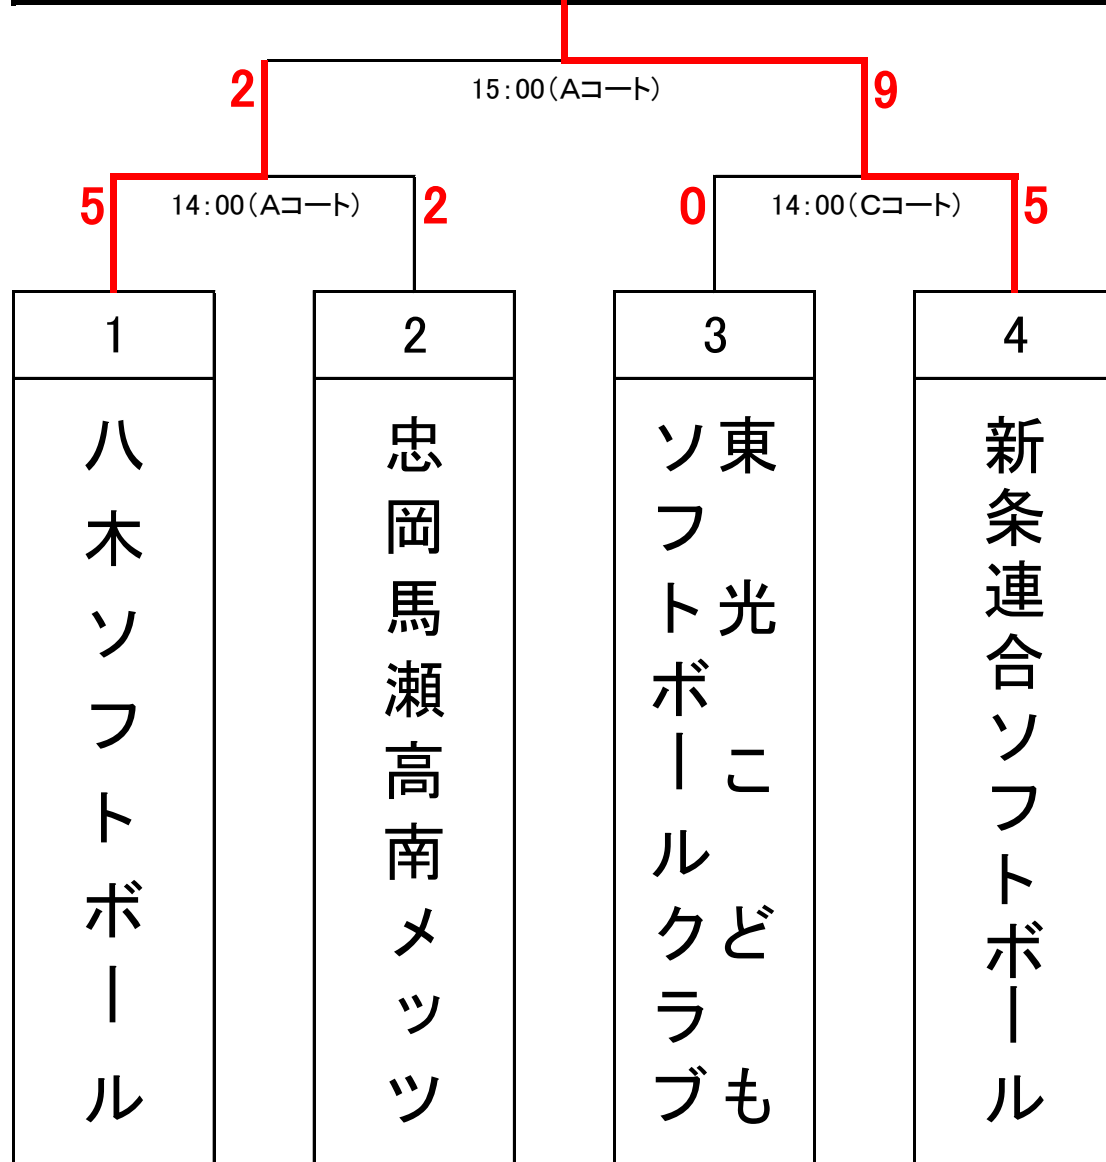 2
15:00(Aコート)
9
5
14:00(Aコート)
2
0
14:00(Cコート)
5
1
2
3
4
八木ソフトボール
忠岡馬瀬高南メッツ
東光こども
ソフトボールクラブ
新条連合ソフトボール